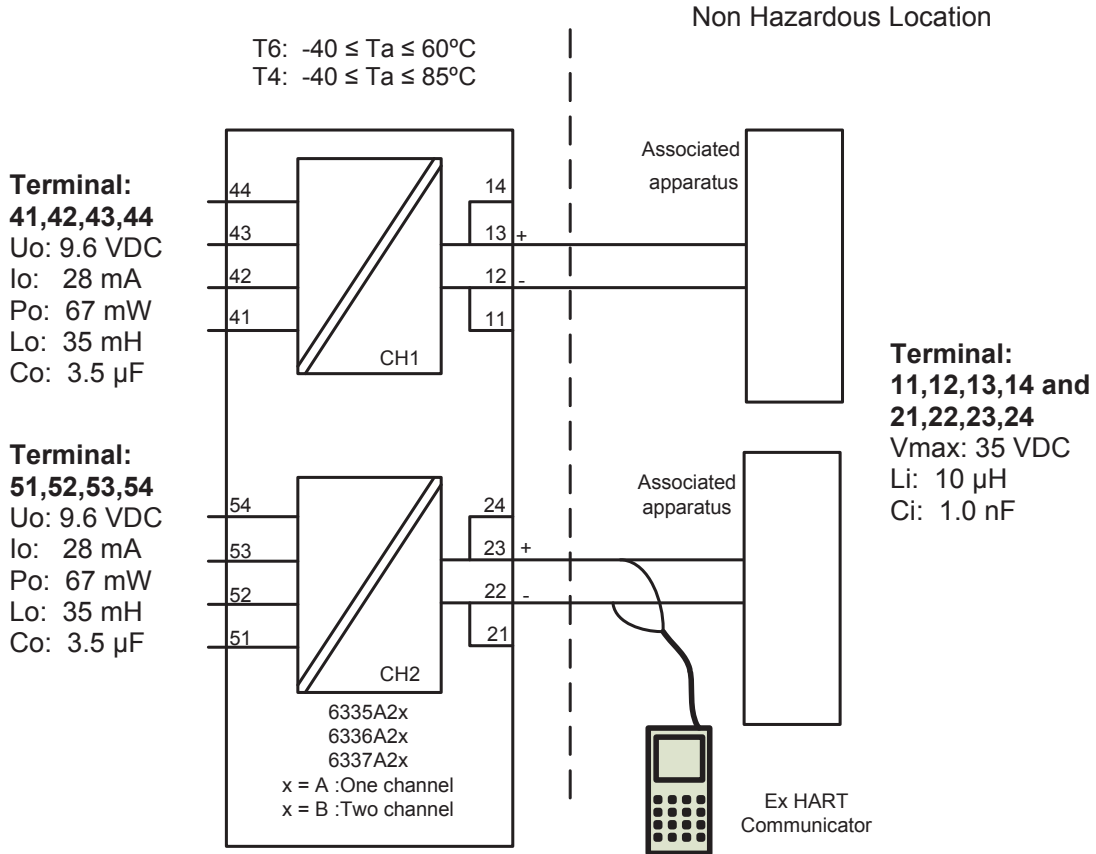 Non Hazardous Location
T6: -40 ≤ Ta ≤ 60ºC
T4: -40 ≤ Ta ≤ 85ºC
Terminal:
41,42,43,44
Uo: 9.6 VDC
Io: 28 mA
Po: 67 mW
Lo: 35 mH
Co: 3.5 µF
44
43
42
41
CH1
14
13 +
12 -
11
Associated
apparatus
Terminal:
11,12,13,14 and
21,22,23,24
Vmax: 35 VDC
Li: 10 µH
Ci: 1.0 nF
Terminal:
51,52,53,54
Uo: 9.6 VDC
Io: 28 mA
Po: 67 mW
Lo: 35 mH
Co: 3.5 µF
54
53
52
51
CH2
24
23 +
22 -
21
Associated
apparatus
6335A2x
6336A2x
6337A2x
x = A :One channel
x = B :Two channel
Ex HART
Communicator